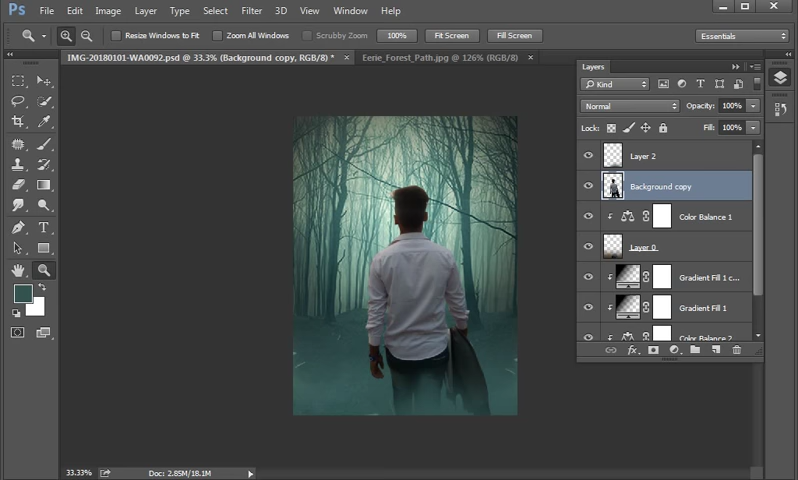 Ps File Edit Image Layer Type Select Filter 3D View Window Help
Resize Windows to Fit Zoom All Windows Scrubby Zoom 100% Fit Screen Fill Screen Essentials
IMG-20180101-WA0092.psd @ 33.3% (Background copy, RGB/8) * × Eerie_Forest_Path.jpg @ 126% (RGB/8) ×
Layers
Kind
Normal Opacity: 100%
Lock: Fill: 100%
Layer 2
Background copy
Color Balance 1
Layer 0
Gradient Fill 1 c...
Gradient Fill 1
Color Balance 2
fx
33.33% Doc: 2.85M/18.1M